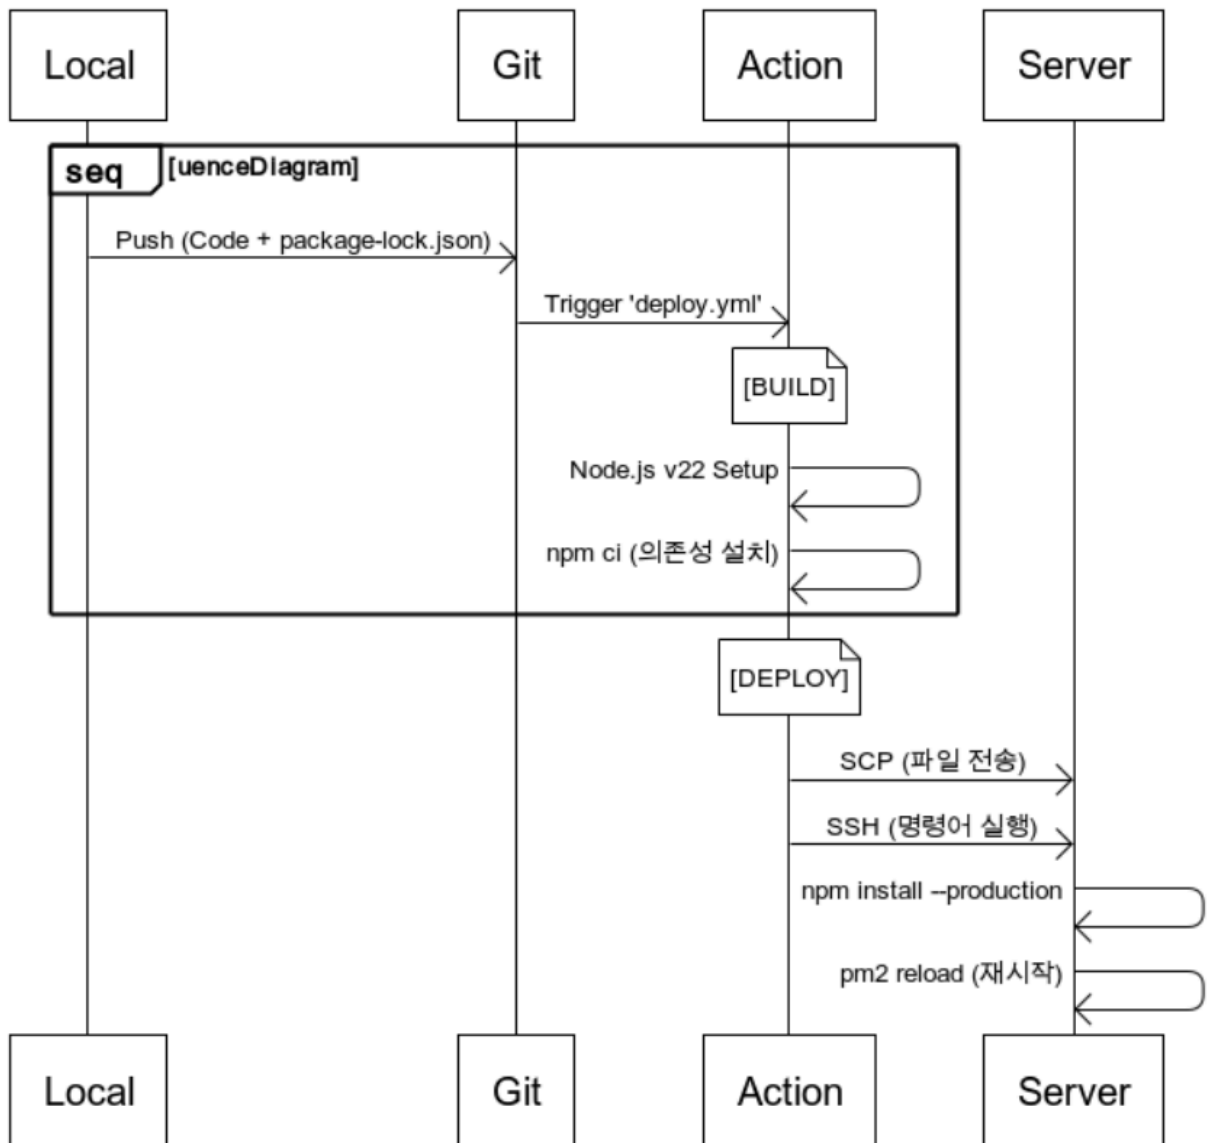 Local
Git
Action
Server
seq
[uenceDiagram]
Push (Code + package-lock.json)
Trigger 'deploy.yml'
[BUILD]
Node.js v22 Setup
npm ci (의존성 설치)
[DEPLOY]
SCP (파일 전송)
SSH (명령어 실행)
npm install --production
pm2 reload (재시작)
Local
Git
Action
Server